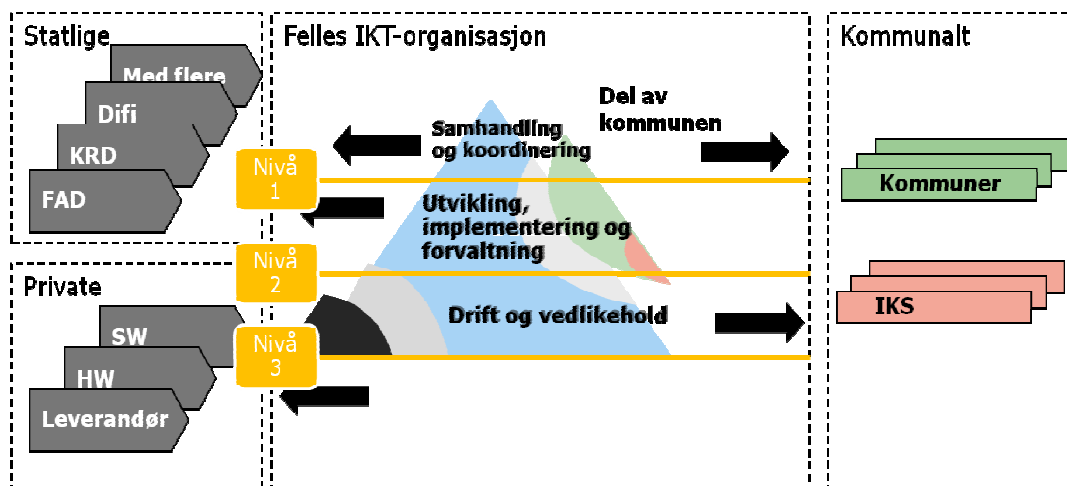 Statlige
Med flere
Difi
KRD
FAD
Private
SW
HW
Leverandør
Felles IKT-organisasjon
Nivå
1
Nivå
2
Nivå
3
Samhandling
og koordinering
Del av
kommunen
Utvikling,
implementering og
forvaltning
Drift og vedlikehold
Kommunalt
Kommuner
IKS